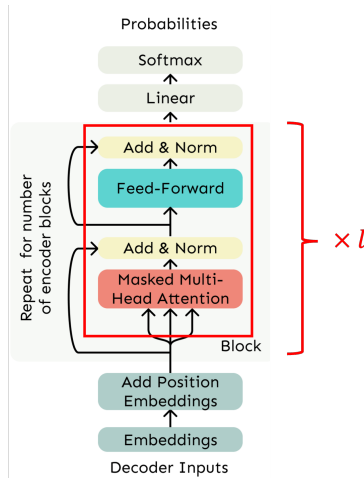 Probabilities
Softmax
Linear
Add & Norm
Feed-Forward
Add & Norm
Masked Multi-
Head Attention
Repeat for number
of encoder blocks
Block
× l
Add Position
Embeddings
Embeddings
Decoder Inputs